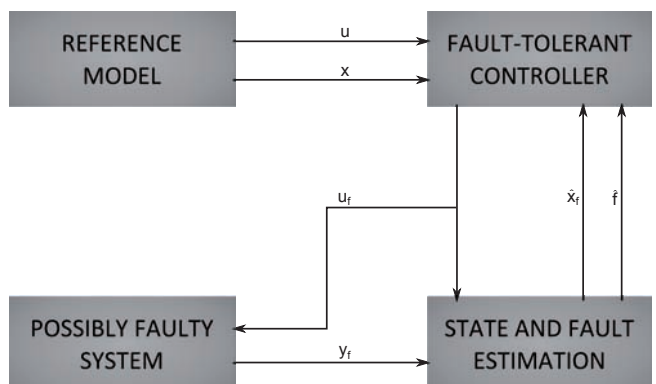 REFERENCE
MODEL
u
x
FAULT-TOLERANT
CONTROLLER
u_f
x̂_f
f̂
POSSIBLY FAULTY
SYSTEM
y_f
STATE AND FAULT
ESTIMATION